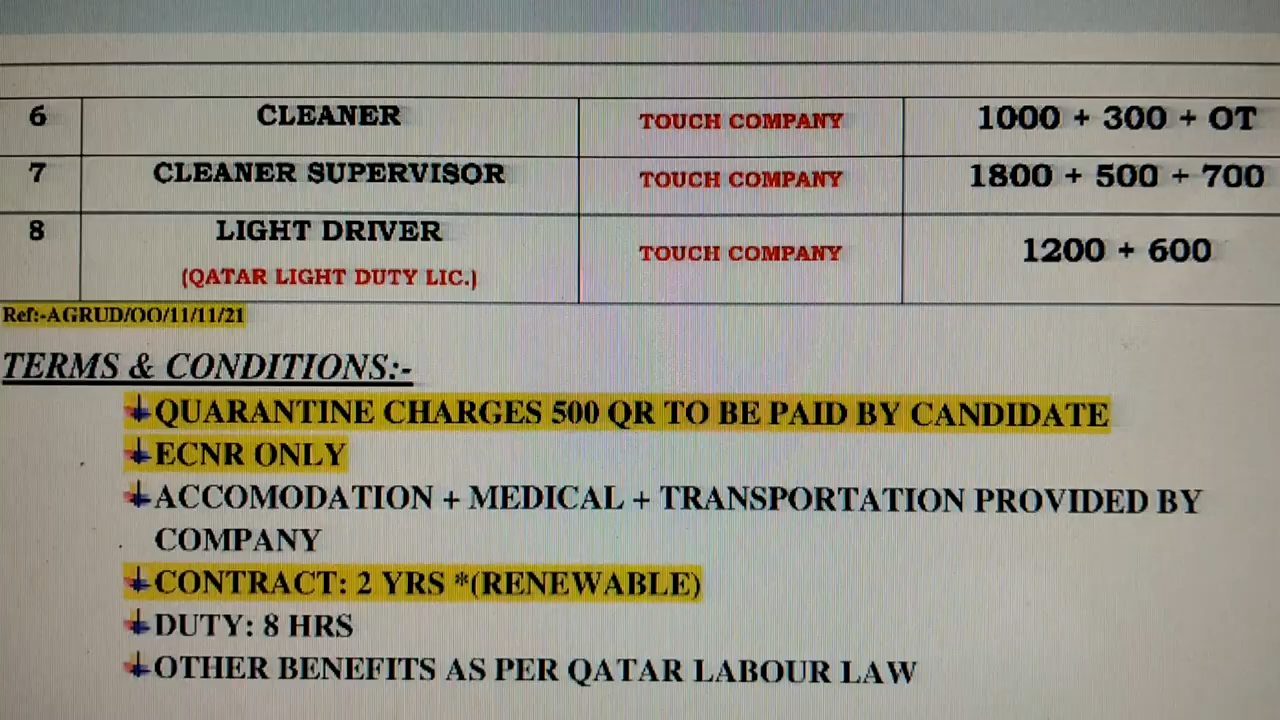 6 CLEANER TOUCH COMPANY 1000 + 300 + OT
7 CLEANER SUPERVISOR TOUCH COMPANY 1800 + 500 + 700
8 LIGHT DRIVER TOUCH COMPANY 1200 + 600
(QATAR LIGHT DUTY LIC.)
Ref:-AGRUD/OO/11/11/21
TERMS & CONDITIONS:-
QUARANTINE CHARGES 500 QR TO BE PAID BY CANDIDATE
ECNR ONLY
ACCOMODATION + MEDICAL + TRANSPORTATION PROVIDED BY
COMPANY
CONTRACT: 2 YRS *(RENEWABLE)
DUTY: 8 HRS
OTHER BENEFITS AS PER QATAR LABOUR LAW